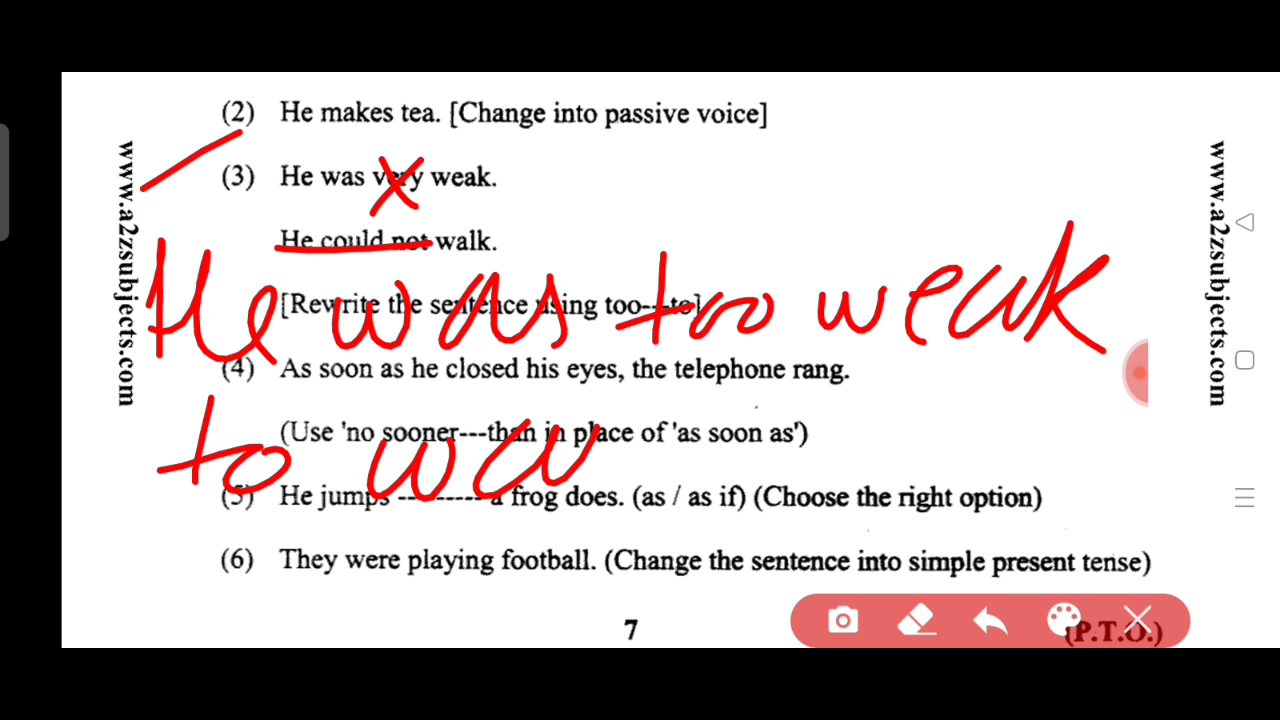 (2) He makes tea. [Change into passive voice]
(3) He was very weak.
He could not walk.
He was too weak
[Rewrite the sentence using too---to]
(4) As soon as he closed his eyes, the telephone rang.
(Use 'no sooner---than in place of 'as soon as')
to wa
(5) He jumps --------- a frog does. (as / as if) (Choose the right option)
(6) They were playing football. (Change the sentence into simple present tense)
7
(P.T.O.)
www.a2zsubjects.com
www.a2zsubjects.com